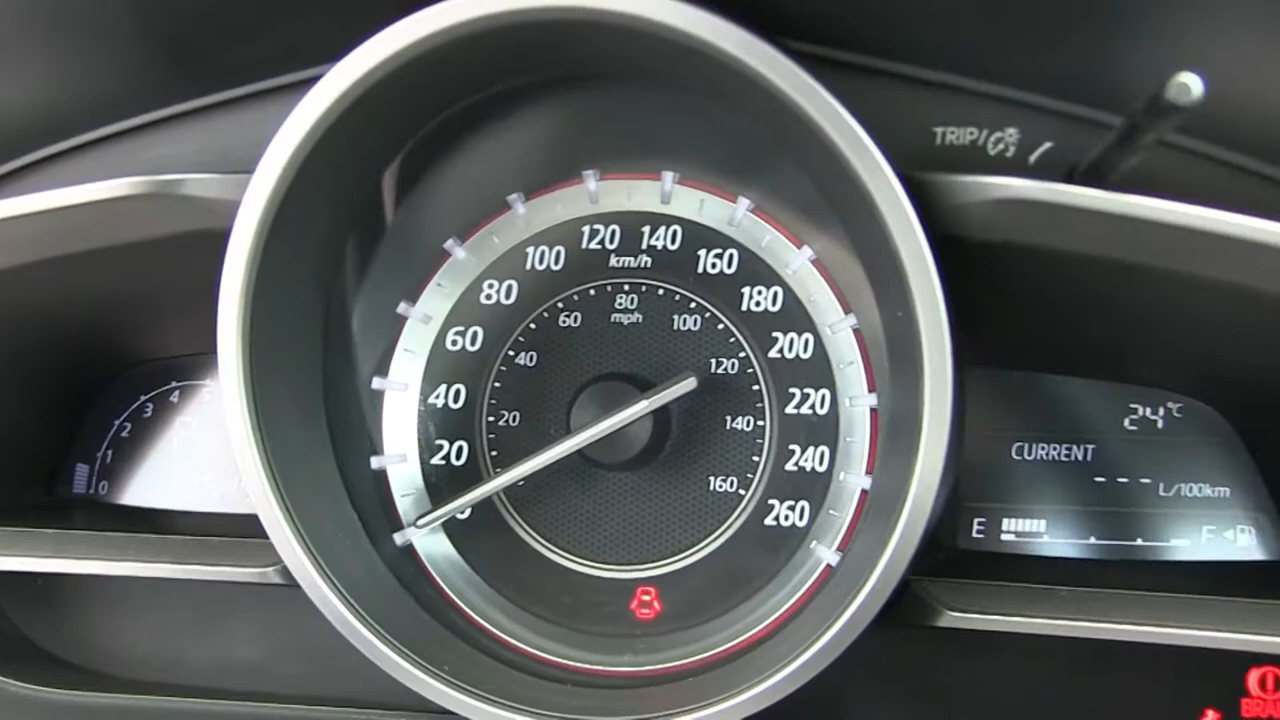 TRIP/
100 120 140 160
km/h
80 180
60 200
40 220
20 240
0 260
80
mph
60 100
40 120
20 140
160
0 1 2 3 4
24°C
CURRENT
--- L/100km
E F